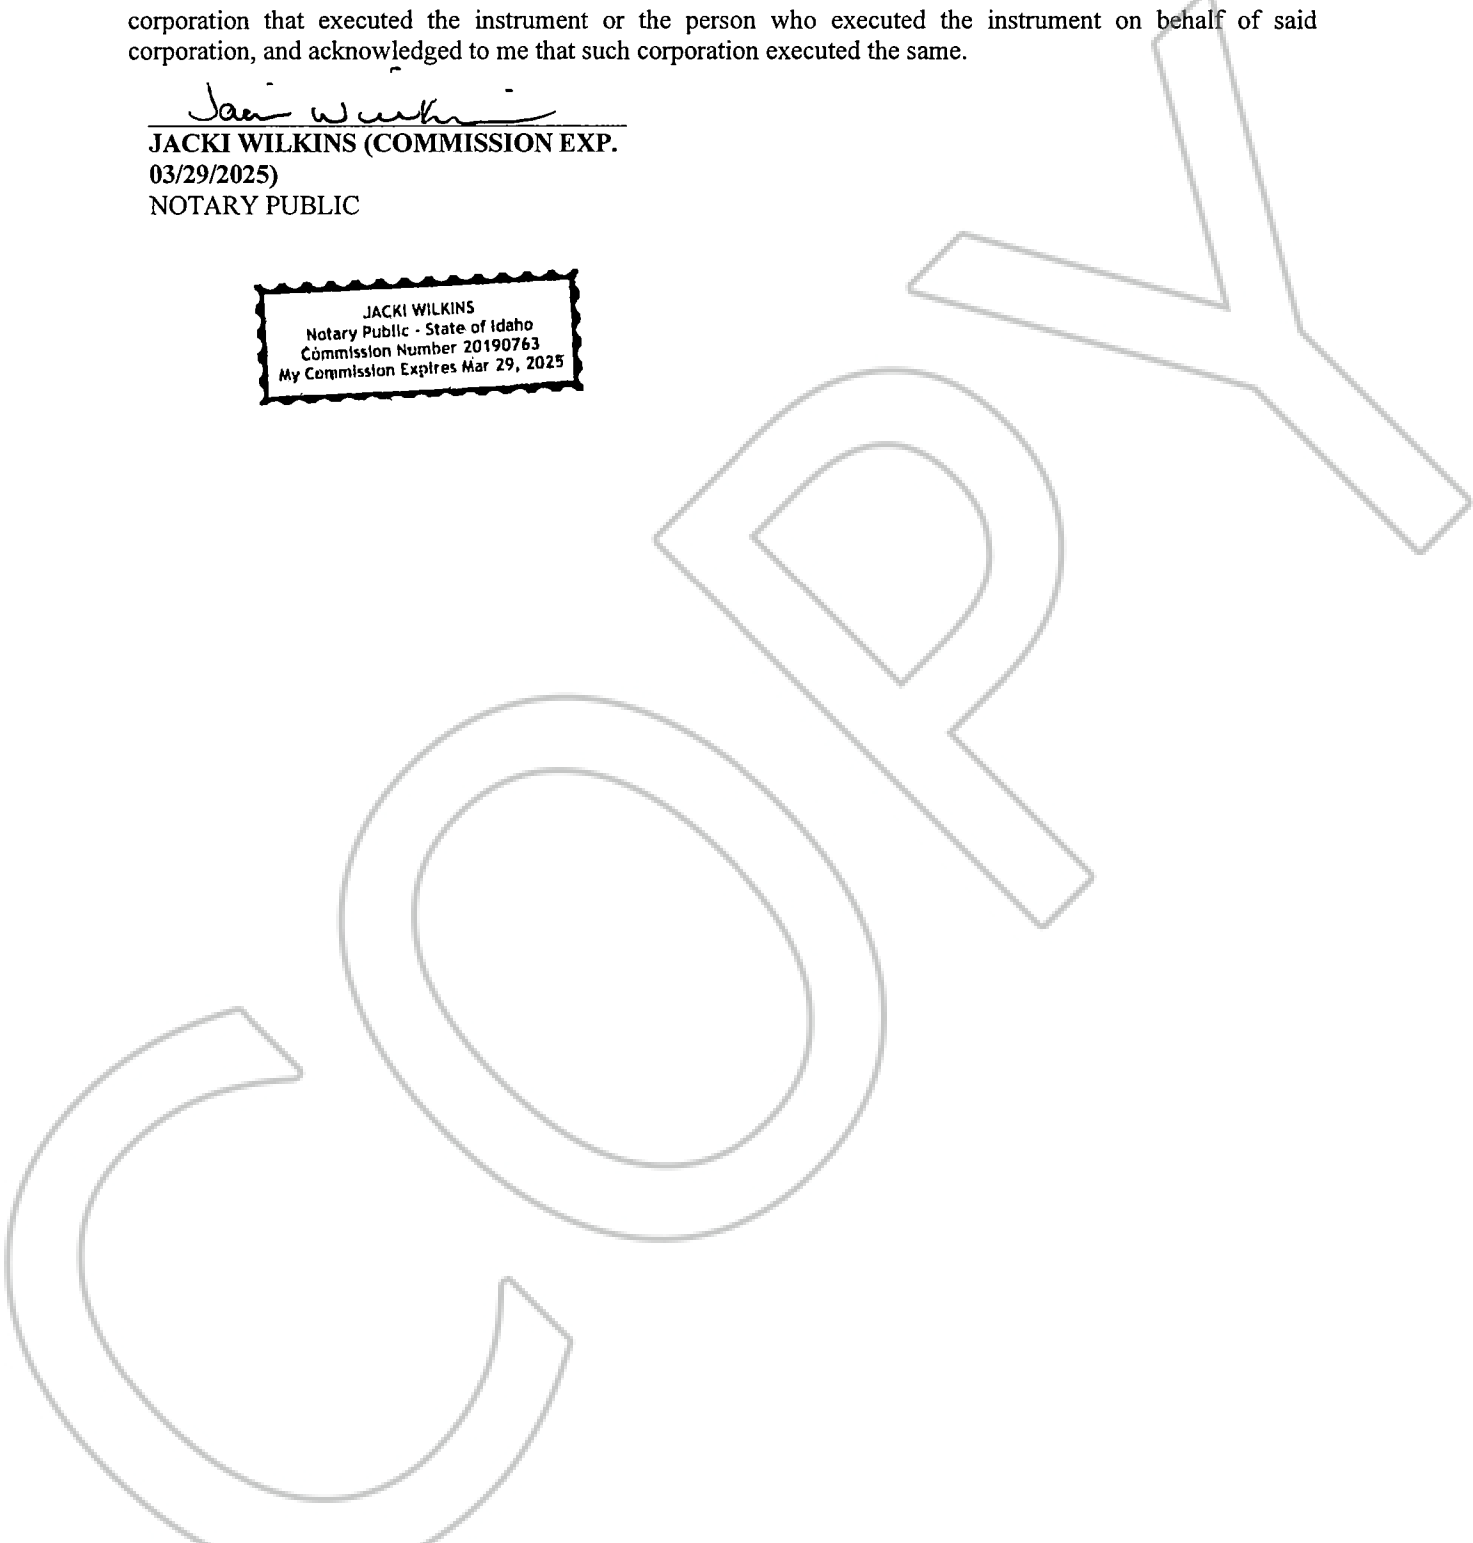 corporation that executed the instrument or the person who executed the instrument on behalf of said
corporation, and acknowledged to me that such corporation executed the same.
Jacki Wilkins
JACKI WILKINS (COMMISSION EXP.
03/29/2025)
NOTARY PUBLIC
JACKI WILKINS
Notary Public - State of Idaho
Commission Number 20190763
My Commission Expires Mar 29, 2025
COPY